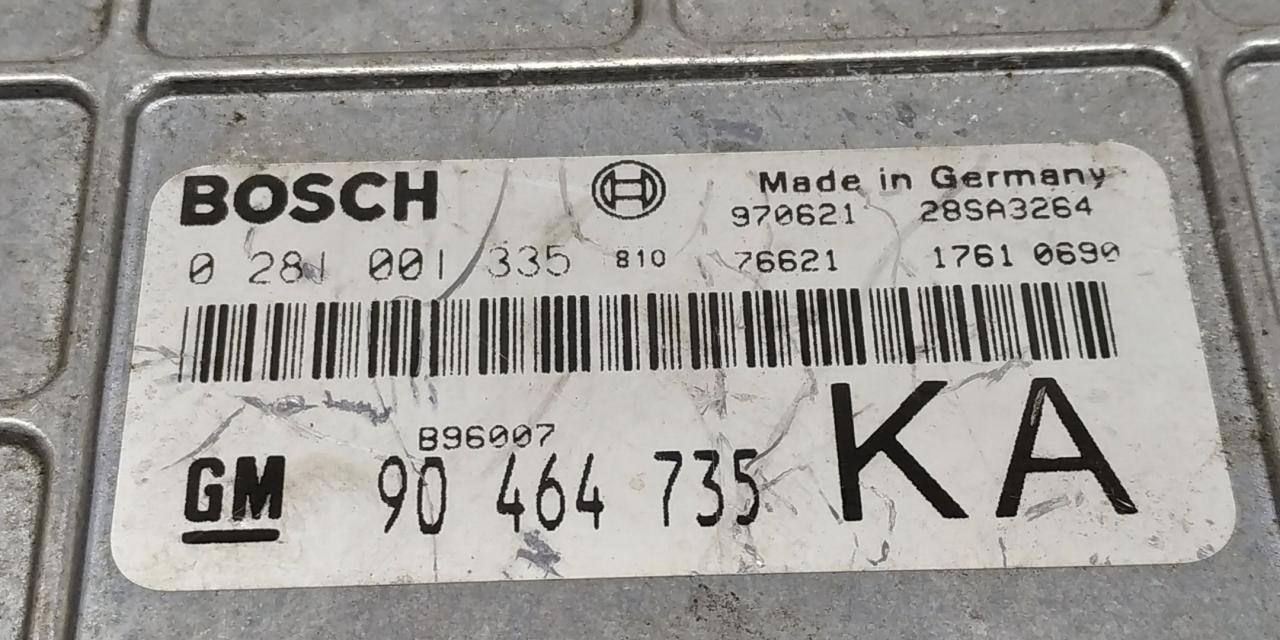 BOSCH Made in Germany
970621 28SA3264
0 281 001 335 810 76621 1761 0690
B96007
GM 90 464 735 KA